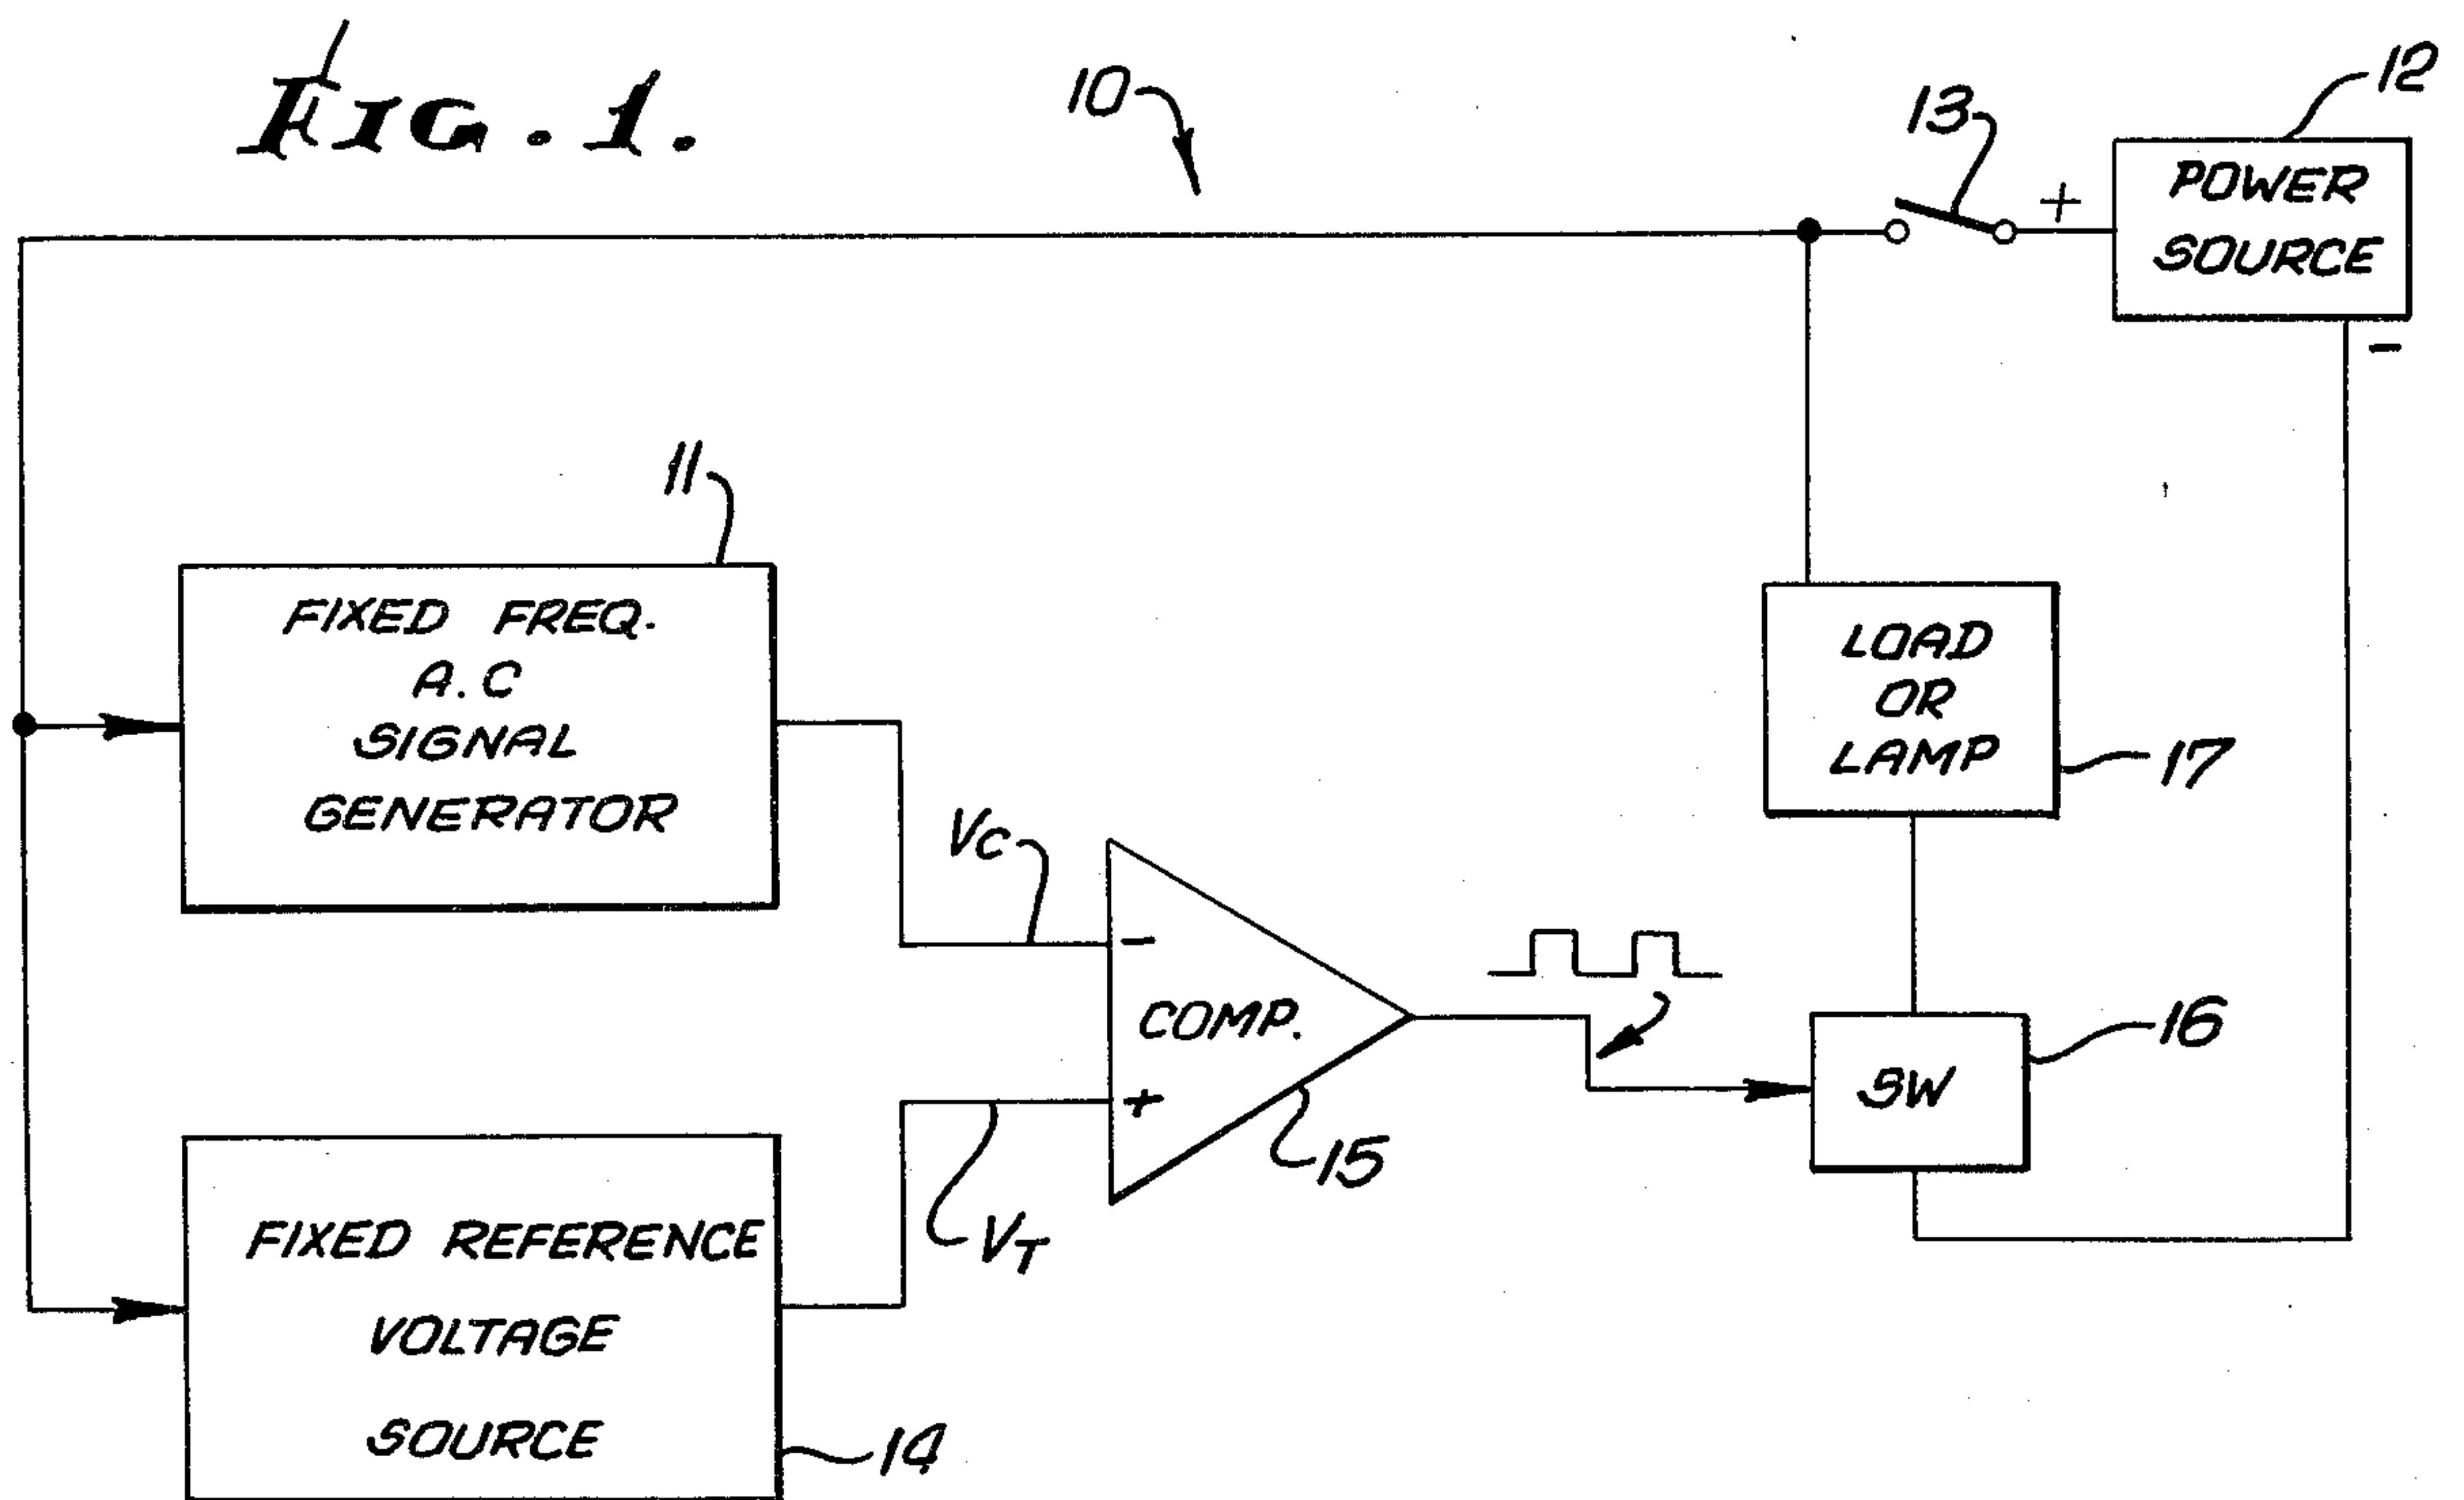 FIG. 1.
10
13
12
+
POWER
SOURCE
-
11
FIXED FREQ.
A.C
SIGNAL
GENERATOR
LOAD
OR
LAMP
17
VC
-
COMP.
+
15
VT
SW
16
FIXED REFERENCE
VOLTAGE
SOURCE
14